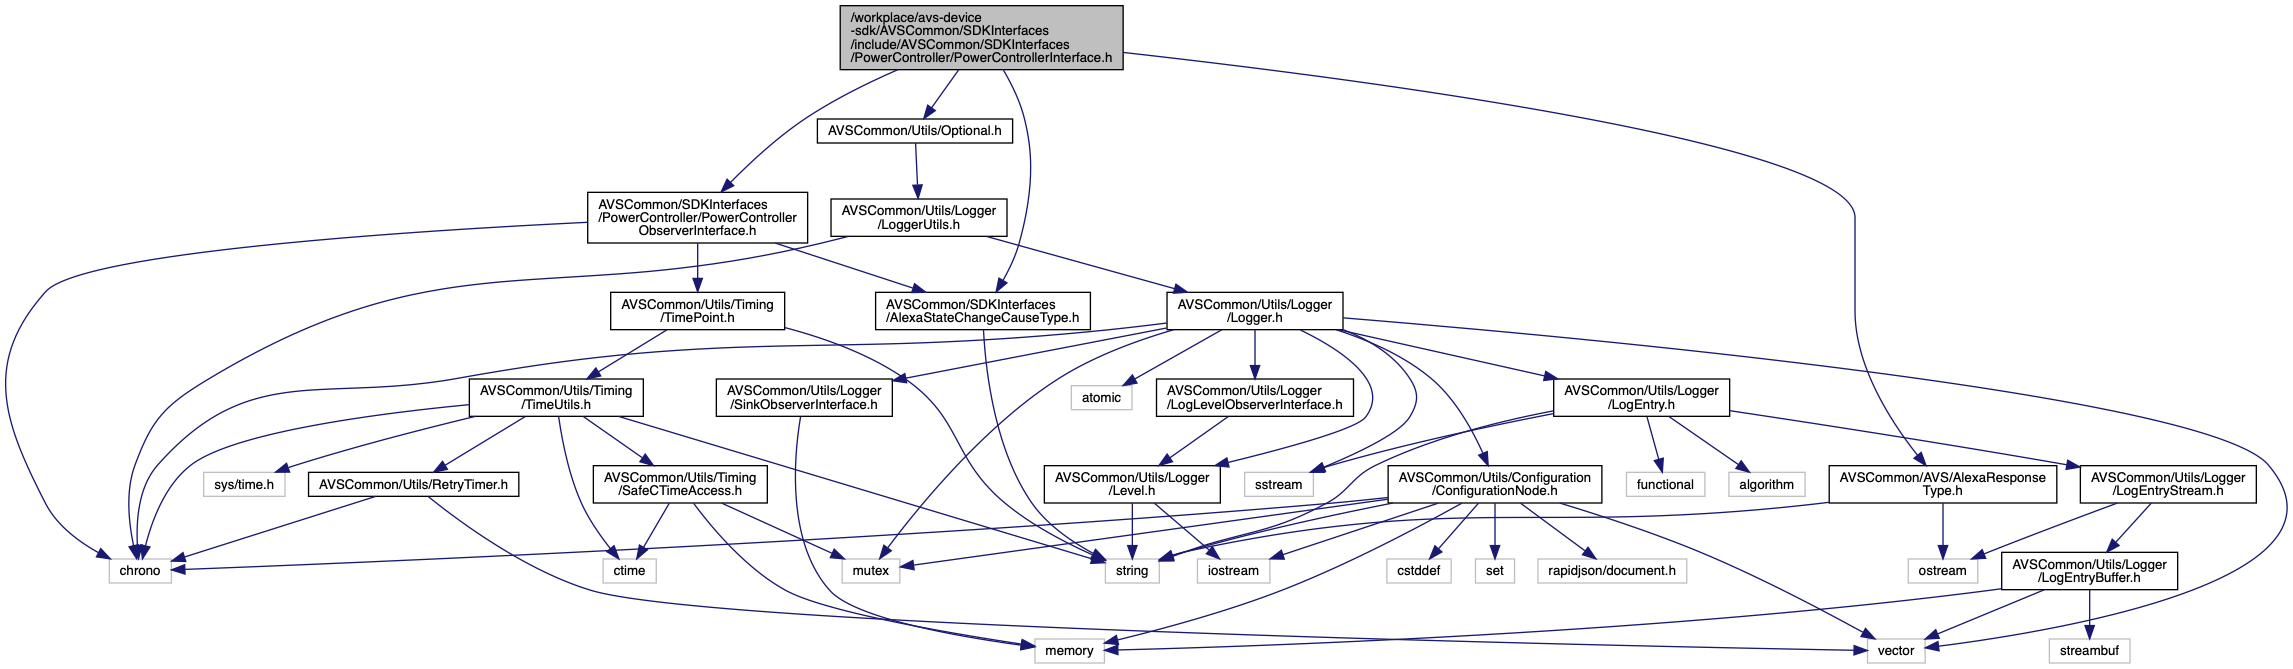 /workplace/avs-device
-sdk/AVSCommon/SDKInterfaces
/include/AVSCommon/SDKInterfaces
/PowerController/PowerControllerInterface.h
AVSCommon/Utils/Optional.h
AVSCommon/SDKInterfaces
/PowerController/PowerController
ObserverInterface.h
AVSCommon/Utils/Logger
/LoggerUtils.h
AVSCommon/Utils/Timing
/TimePoint.h
AVSCommon/SDKInterfaces
/AlexaStateChangeCauseType.h
AVSCommon/Utils/Logger
/Logger.h
AVSCommon/Utils/Timing
/TimeUtils.h
AVSCommon/Utils/Logger
/SinkObserverInterface.h
atomic
AVSCommon/Utils/Logger
/LogLevelObserverInterface.h
AVSCommon/Utils/Logger
/LogEntry.h
sys/time.h
AVSCommon/Utils/RetryTimer.h
AVSCommon/Utils/Timing
/SafeCTimeAccess.h
AVSCommon/Utils/Logger
/Level.h
sstream
AVSCommon/Utils/Configuration
/ConfigurationNode.h
functional
algorithm
AVSCommon/AVS/AlexaResponse
Type.h
AVSCommon/Utils/Logger
/LogEntryStream.h
chrono
ctime
mutex
string
iostream
cstddef
set
rapidjson/document.h
ostream
AVSCommon/Utils/Logger
/LogEntryBuffer.h
memory
vector
streambuf